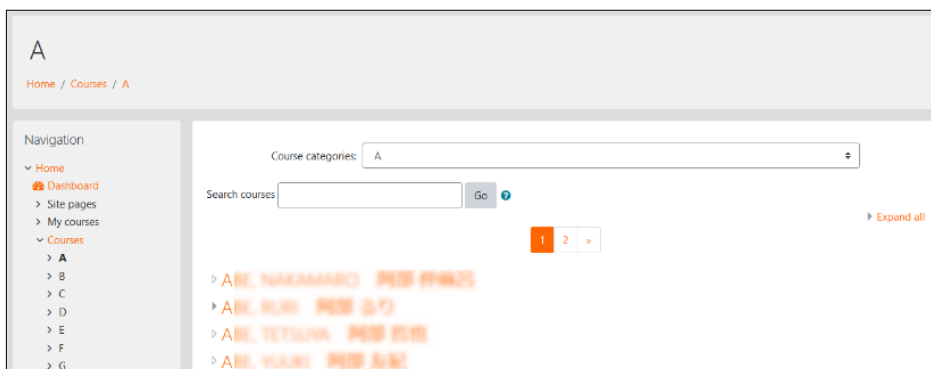 A
Home / Courses / A
Navigation
Home
Dashboard
Site pages
My courses
Courses
A
B
C
D
E
F
G
Course categories: A
Search courses Go
Expand all
1 2 »
A
A
A
A